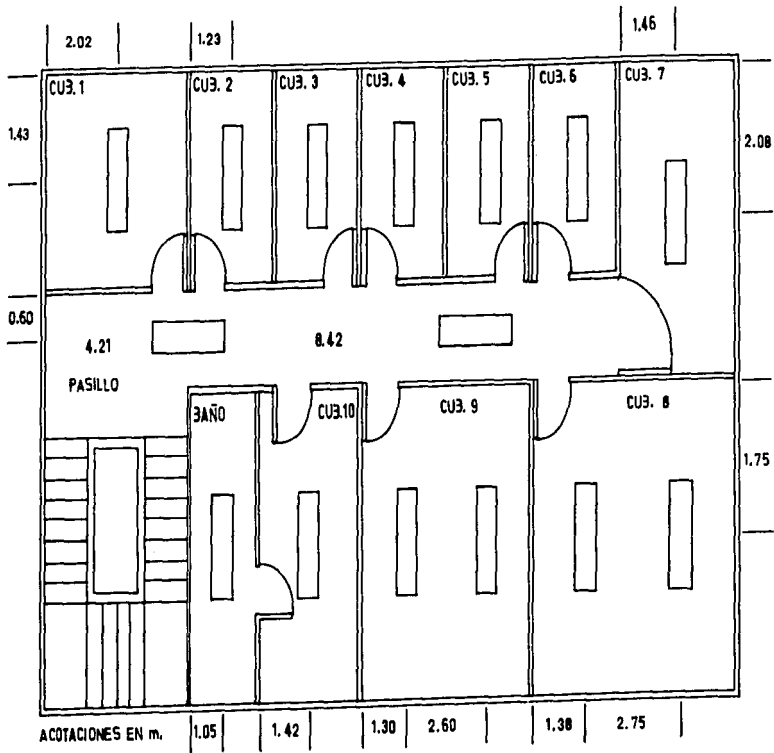 2.02
1.23
1.46
CUB.1
CUB. 2
CUB. 3
CUB. 4
CUB. 5
CUB. 6
CUB. 7
1.43
2.08
0.60
4.21
8.42
PASILLO
BAÑO
CUB.10
CUB. 9
CUB. 8
1.75
ACOTACIONES EN m.
1.05
1.42
1.30
2.60
1.38
2.75